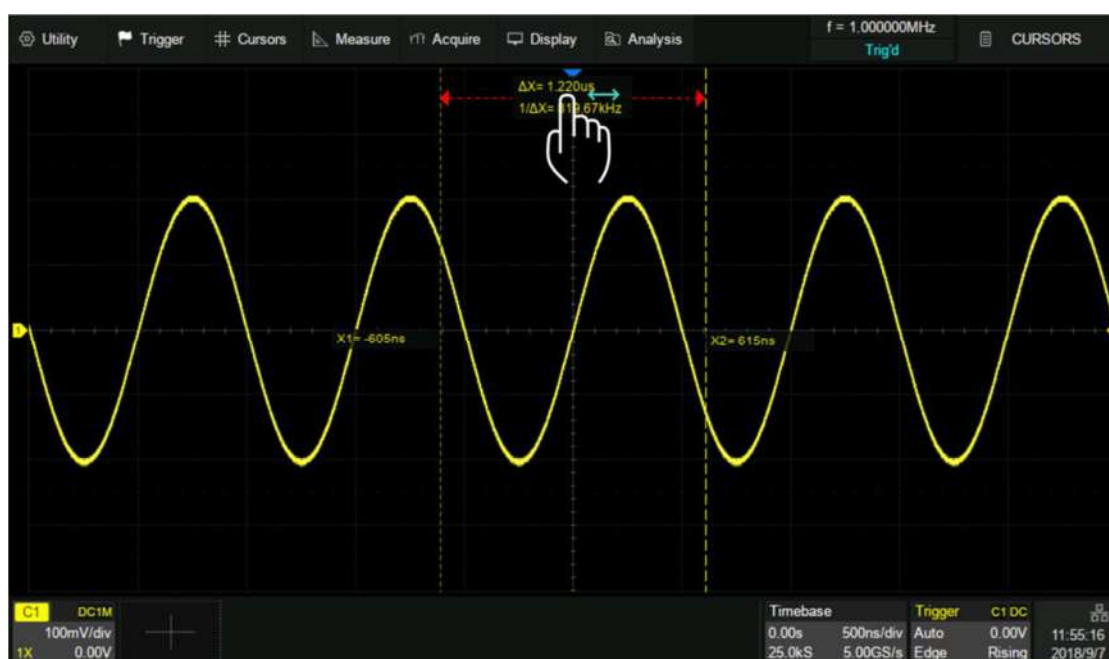 Utility Trigger Cursors Measure Acquire Display Analysis
f = 1.000000MHz
Trig'd
CURSORS
ΔX= 1.220us
1/ΔX= 819.67kHz
1
X1= -605ns
X2= 615ns
C1 DC1M
100mV/div
1X 0.00V
Timebase
0.00s 500ns/div
25.0kS 5.00GS/s
Trigger C1 DC
Auto 0.00V
Edge Rising
11:55:16
2018/9/7